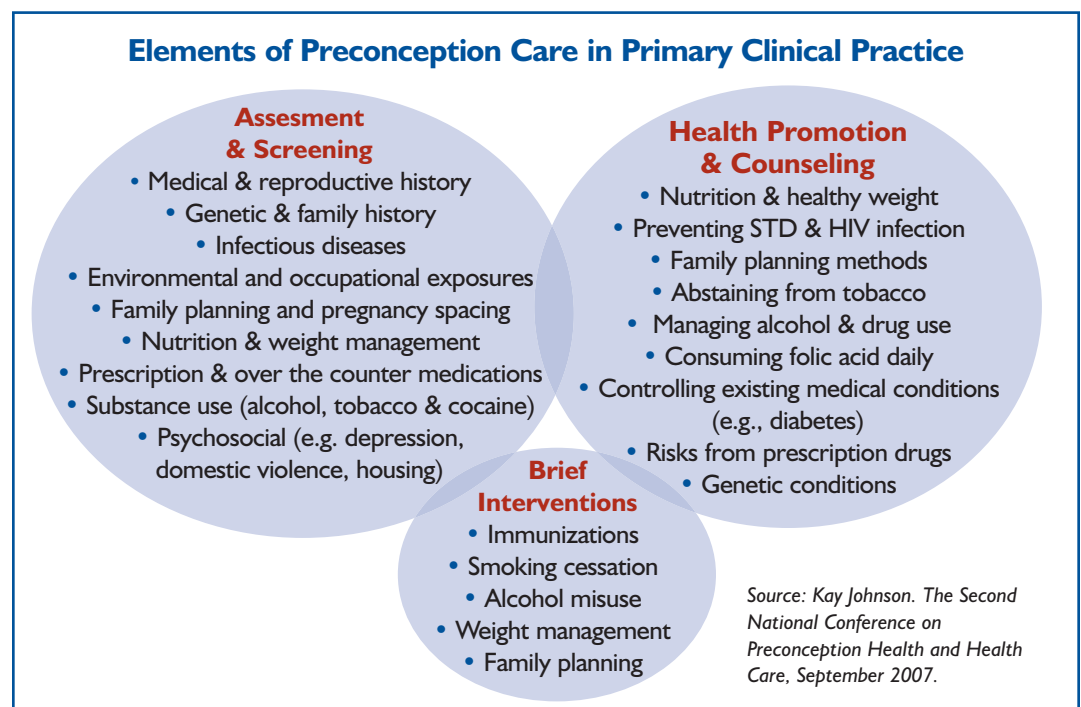 Elements of Preconception Care in Primary Clinical Practice
Assesment
& Screening
• Medical & reproductive history
• Genetic & family history
• Infectious diseases
• Environmental and occupational exposures
• Family planning and pregnancy spacing
• Nutrition & weight management
• Prescription & over the counter medications
• Substance use (alcohol, tobacco & cocaine)
• Psychosocial (e.g. depression,
domestic violence, housing)
Health Promotion
& Counseling
• Nutrition & healthy weight
• Preventing STD & HIV infection
• Family planning methods
• Abstaining from tobacco
• Managing alcohol & drug use
• Consuming folic acid daily
• Controlling existing medical conditions
(e.g., diabetes)
• Risks from prescription drugs
• Genetic conditions
Brief
Interventions
• Immunizations
• Smoking cessation
• Alcohol misuse
• Weight management
• Family planning
Source: Kay Johnson. The Second
National Conference on
Preconception Health and Health
Care, September 2007.